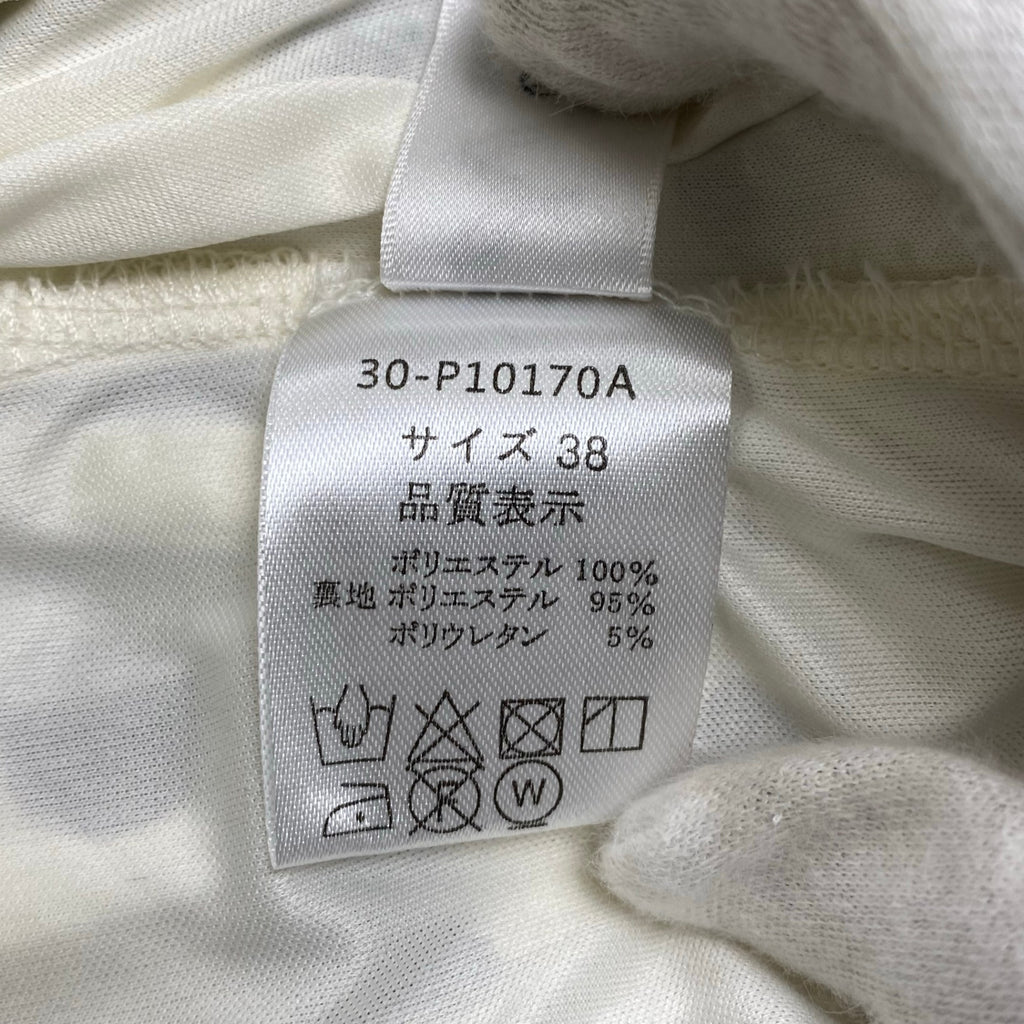 30-P10170A
サイズ 38
品質表示
ポリエステル 100%
裏地 ポリエステル 95%
ポリウレタン 5%
P
W